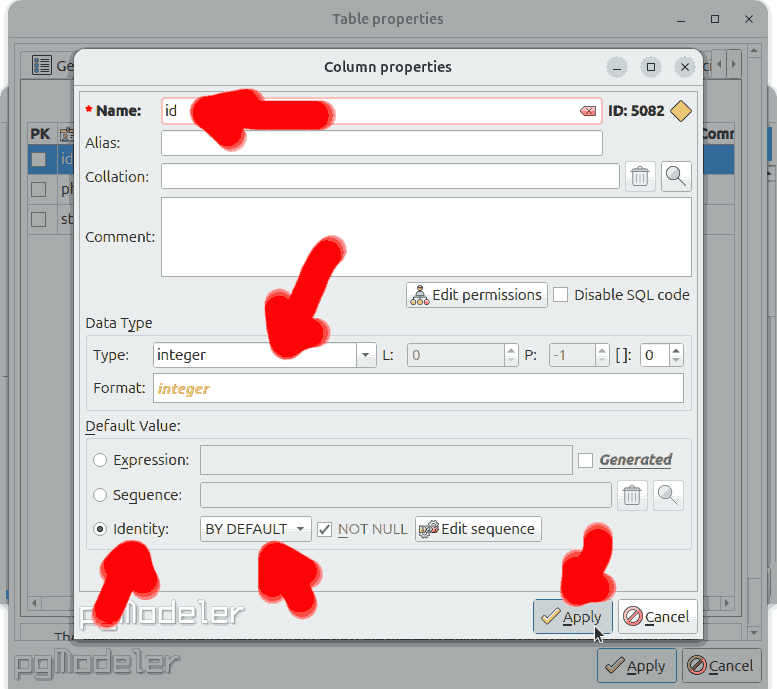 Table properties
Ge
Column properties
* Name: id ID: 5082
PK
Comm
Alias:
id
Collation:
ph
st
Comment:
Edit permissions Disable SQL code
Data Type
Type: integer L: 0 P: -1 []: 0
Format: integer
Default Value:
Expression: Generated
Sequence:
Identity: BY DEFAULT NOT NULL Edit sequence
pgModeler Apply Cancel
pgModeler Apply Cancel